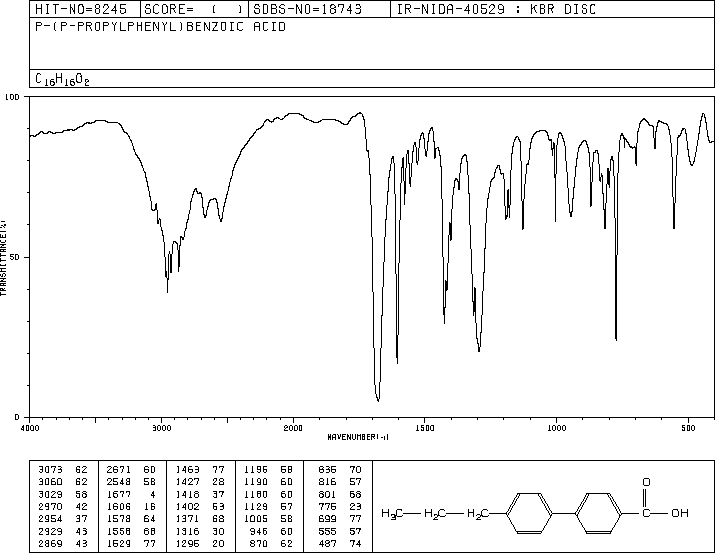 HIT-NO=8245 SCORE= ( ) SDBS-NO=18743 IR-NIDA-40529 : KBR DISC
P-(P-PROPYLPHENYL)BENZOIC ACID
C16H16O2
100
50
0
TRANSMITTANCE(%)
4000 3000 2000 1500 1000 500
WAVENUMBER(-1)
3073 62 2671 60 1463 77 1196 58 836 70
3060 62 2548 58 1427 28 1190 60 816 57
3029 58 1677 4 1418 37 1180 60 801 68
2970 42 1606 16 1402 53 1129 57 775 23
2954 37 1578 64 1371 68 1005 58 699 77
2929 43 1558 68 1316 30 946 60 555 57
2869 43 1529 77 1295 20 870 62 487 74
O
H3C H2C H2C C OH